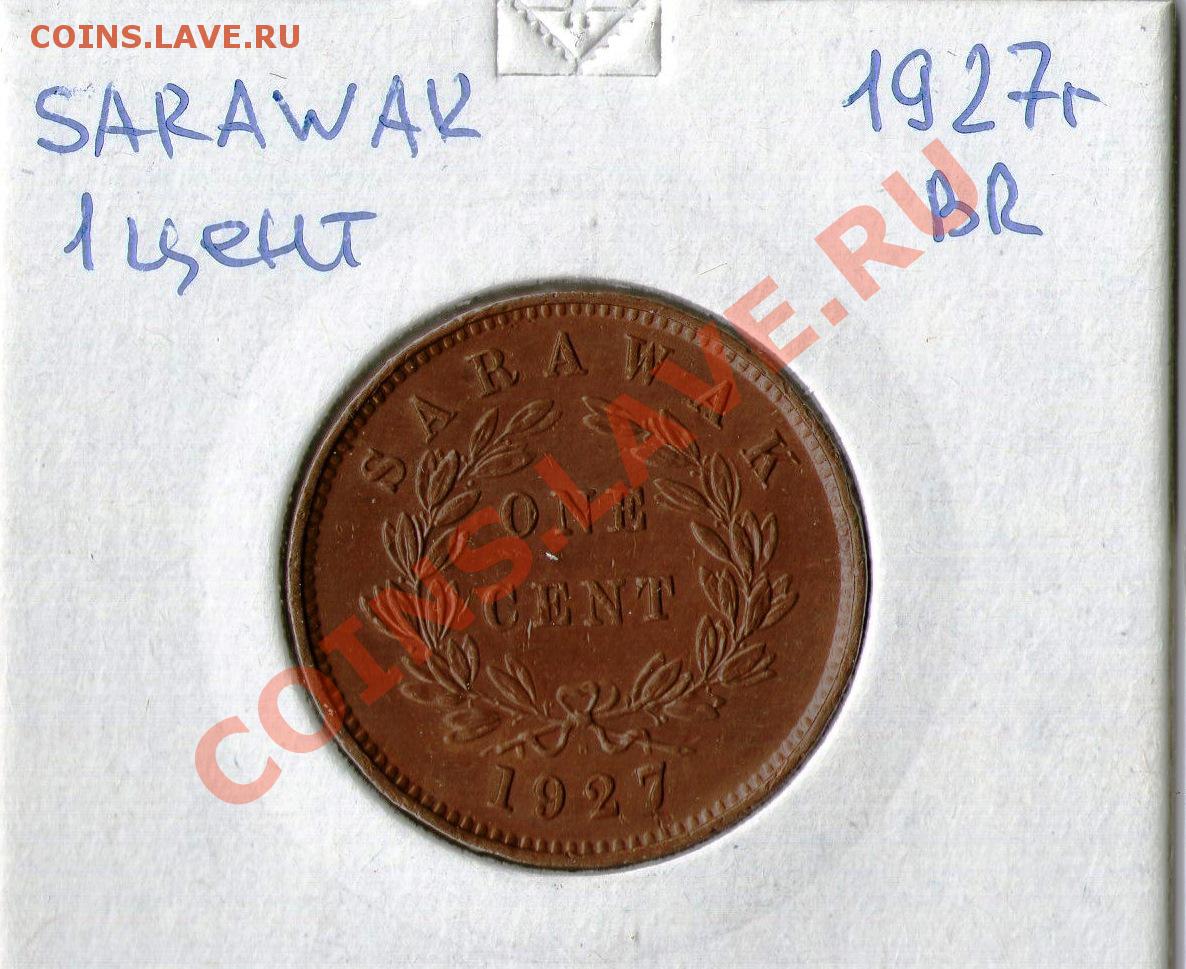 COINS.LAVE.RU
SARAWAK
1 цент
1927г
BR
SARAWAK
ONE
CENT
1927
COINS.LAVE.RU